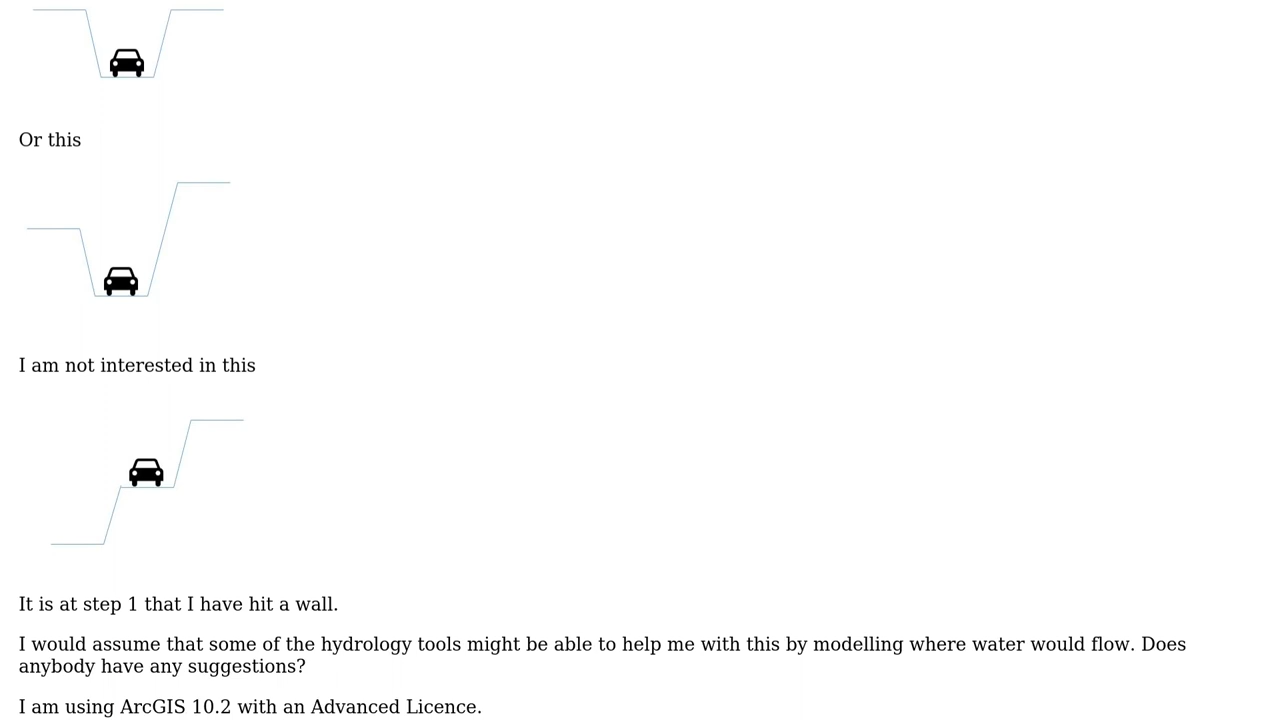 Or this
I am not interested in this
It is at step 1 that I have hit a wall.
I would assume that some of the hydrology tools might be able to help me with this by modelling where water would flow. Does
anybody have any suggestions?
I am using ArcGIS 10.2 with an Advanced Licence.